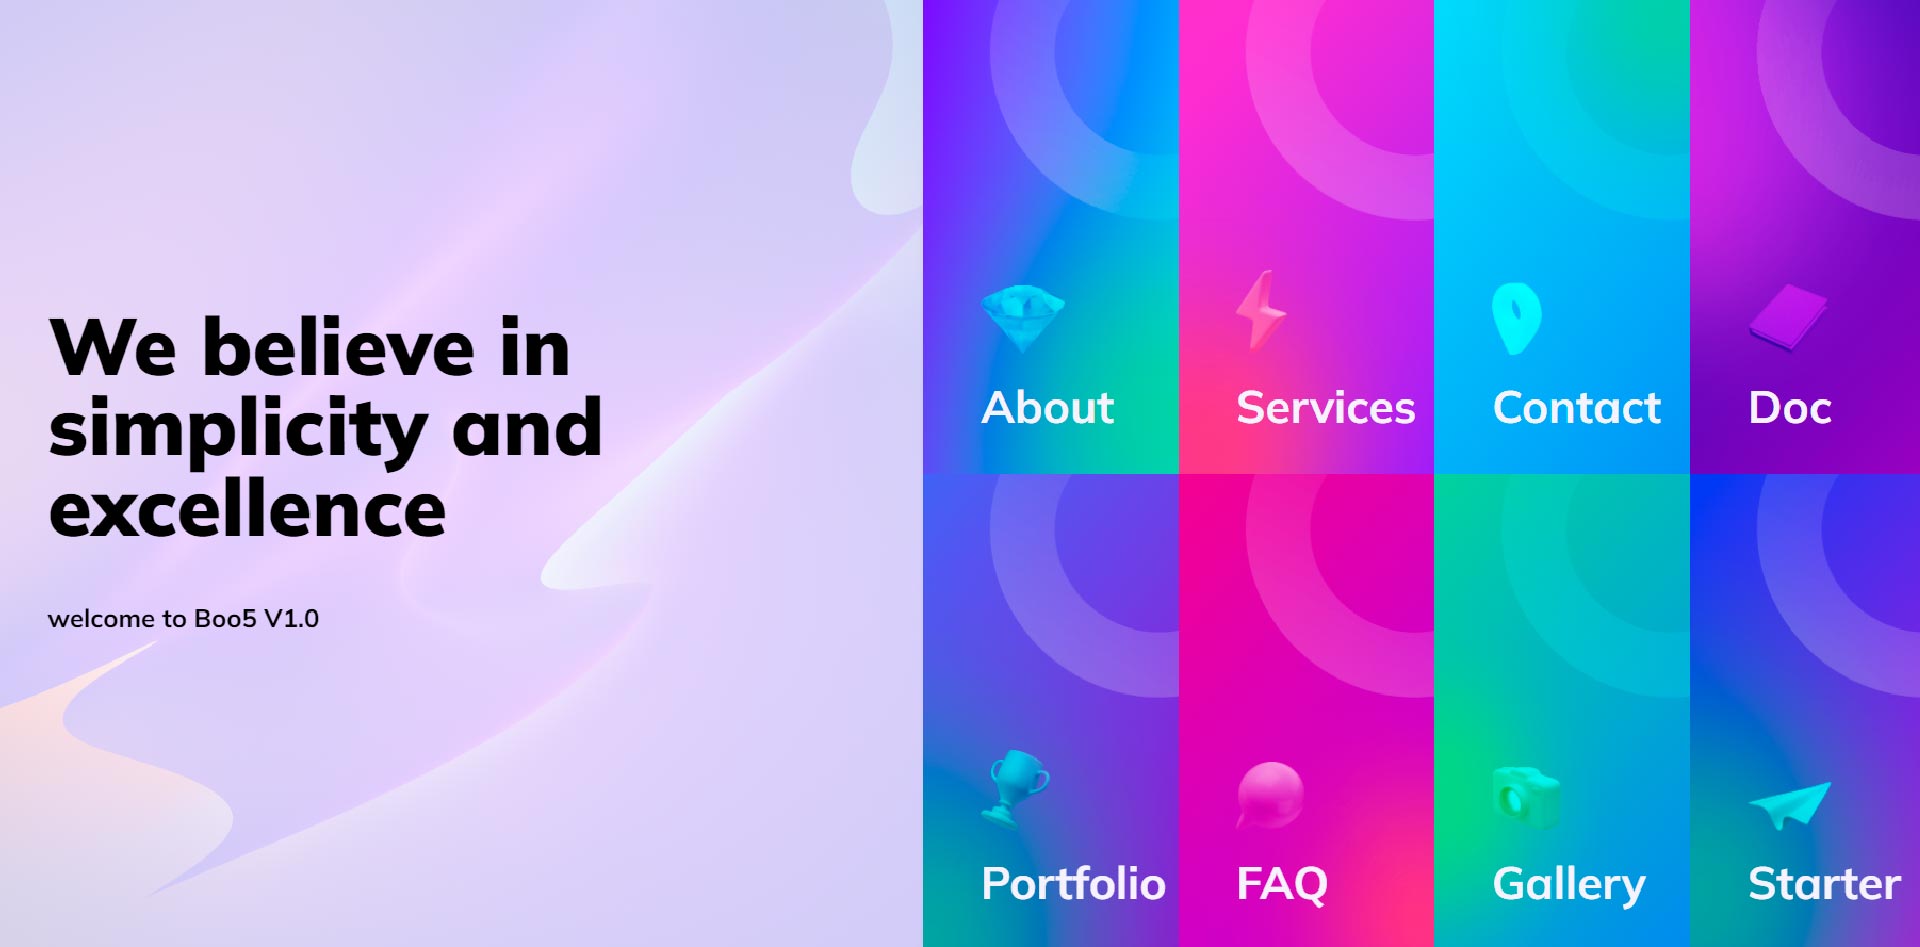 We believe in
simplicity and
excellence
welcome to Boo5 V1.0
About
Services
Contact
Doc
Portfolio
FAQ
Gallery
Starter